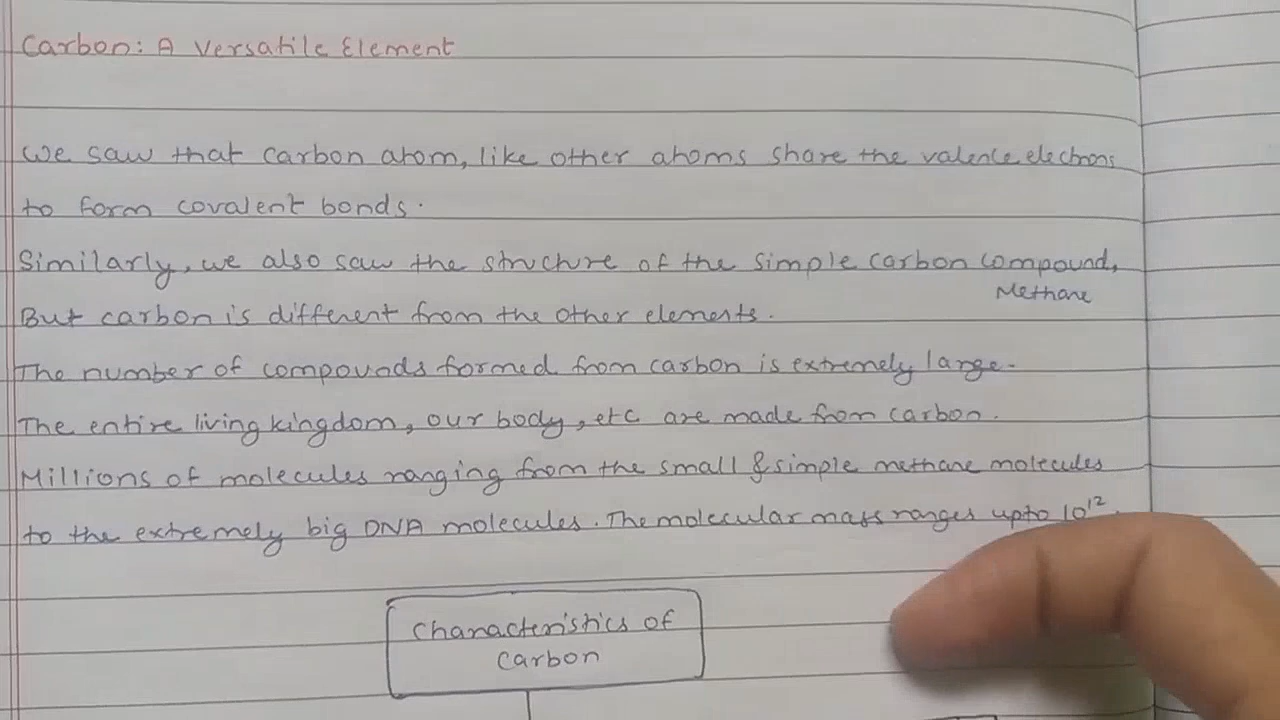 Carbon: A Versatile Element
We saw that carbon atom, like other atoms share the valence electrons
to form covalent bonds.
Similarly, we also saw the structure of the simple carbon compound,
Methane
But carbon is different from the other elements.
The number of compounds formed from carbon is extremely large.
The entire living kingdom, our body, etc are made from carbon.
Millions of molecules ranging from the small & simple methane molecules
to the extremely big DNA molecules. The molecular mass ranges upto 10¹².
Characteristics of
carbon